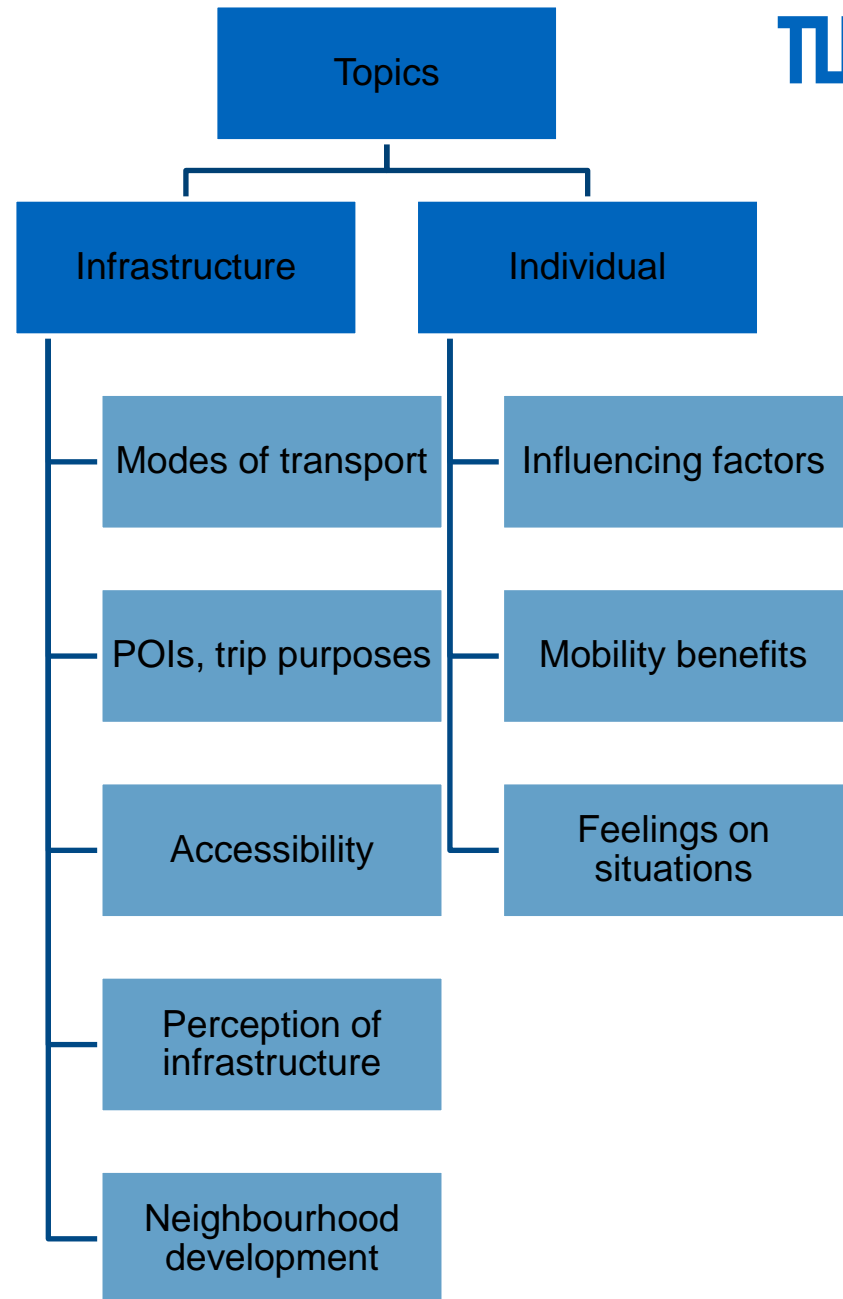 Topics
Infrastructure
Individual
Modes of transport
Influencing factors
POIs, trip purposes
Mobility benefits
Accessibility
Feelings on
situations
Perception of
infrastructure
Neighbourhood
development